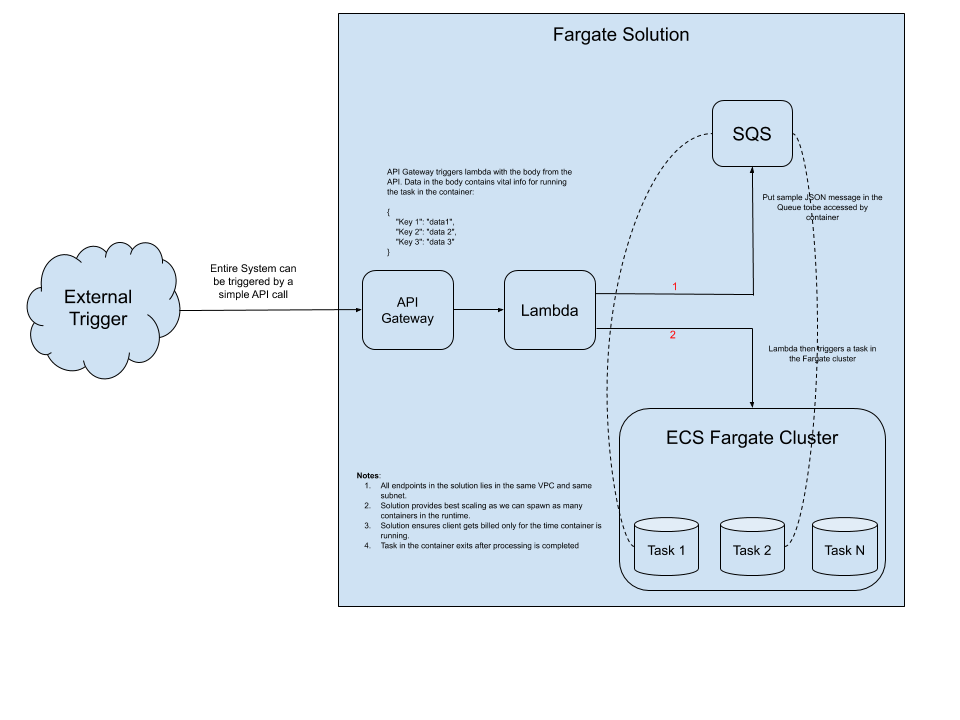 Fargate Solution
SQS
API Gateway triggers lambda with the body from the
API. Data in the body contains vital info for running
the task in the container:
{
"Key 1": "data1",
"Key 2": "data 2",
"Key 3": "data 3"
}
Put sample JSON message in the
Queue to be accessed by
container
Entire System can
be triggered by a
simple API call
External
Trigger
API
Gateway
Lambda
1
2
Lambda then triggers a task in
the Fargate cluster
ECS Fargate Cluster
Notes:
1. All endpoints in the solution lies in the same VPC and same
subnet.
2. Solution provides best scaling as we can spawn as many
containers in the runtime.
3. Solution ensures client gets billed only for the time container is
running.
4. Task in the container exits after processing is completed
Task 1
Task 2
Task N